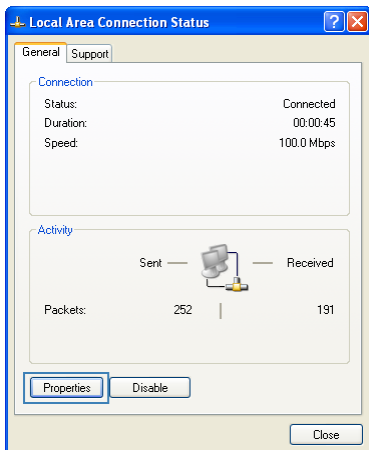 Local Area Connection Status
General Support
Connection
Status: Connected
Duration: 00:00:45
Speed: 100.0 Mbps
Activity
Sent Received
Packets: 252 191
Properties Disable
Close